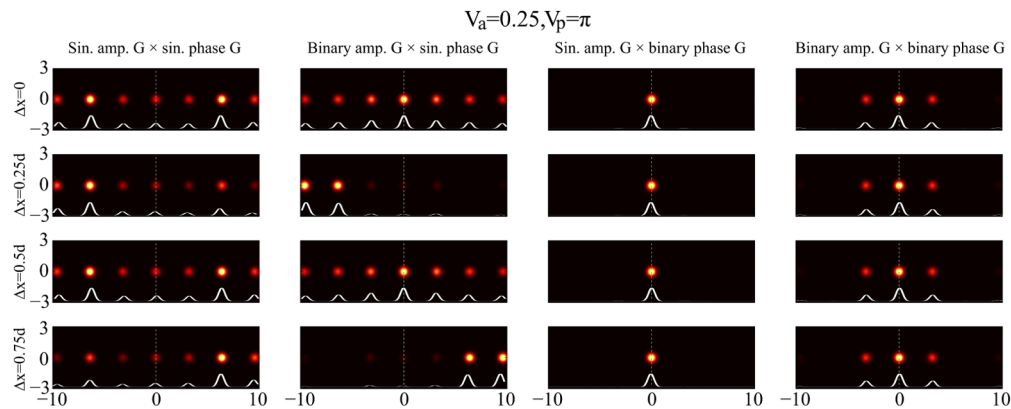 Vₐ=0.25,Vₚ=π
Sin. amp. G × sin. phase G
Binary amp. G × sin. phase G
Sin. amp. G × binary phase G
Binary amp. G × binary phase G
Δx=0
3
0
−3
Δx=0.25d
3
0
−3
Δx=0.5d
3
0
−3
Δx=0.75d
3
0
−3
−10 0 10 −10 0 10 −10 0 10 −10 0 10